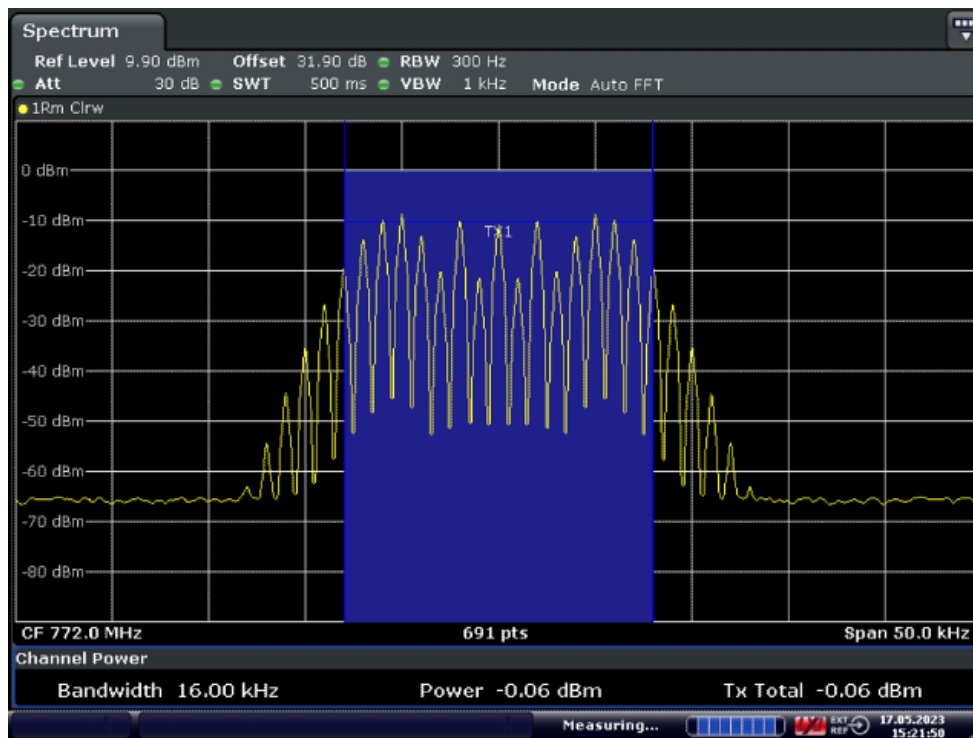 Spectrum
Ref Level 9.90 dBm Offset 31.90 dB RBW 300 Hz
Att 30 dB SWT 500 ms VBW 1 kHz Mode Auto FFT
1Rm Clrw
0 dBm
-10 dBm
TX1
-20 dBm
-30 dBm
-40 dBm
-50 dBm
-60 dBm
-70 dBm
-80 dBm
CF 772.0 MHz 691 pts Span 50.0 kHz
Channel Power
Bandwidth 16.00 kHz Power -0.06 dBm Tx Total -0.06 dBm
Measuring... EXT REF 17.05.2023
15:21:50